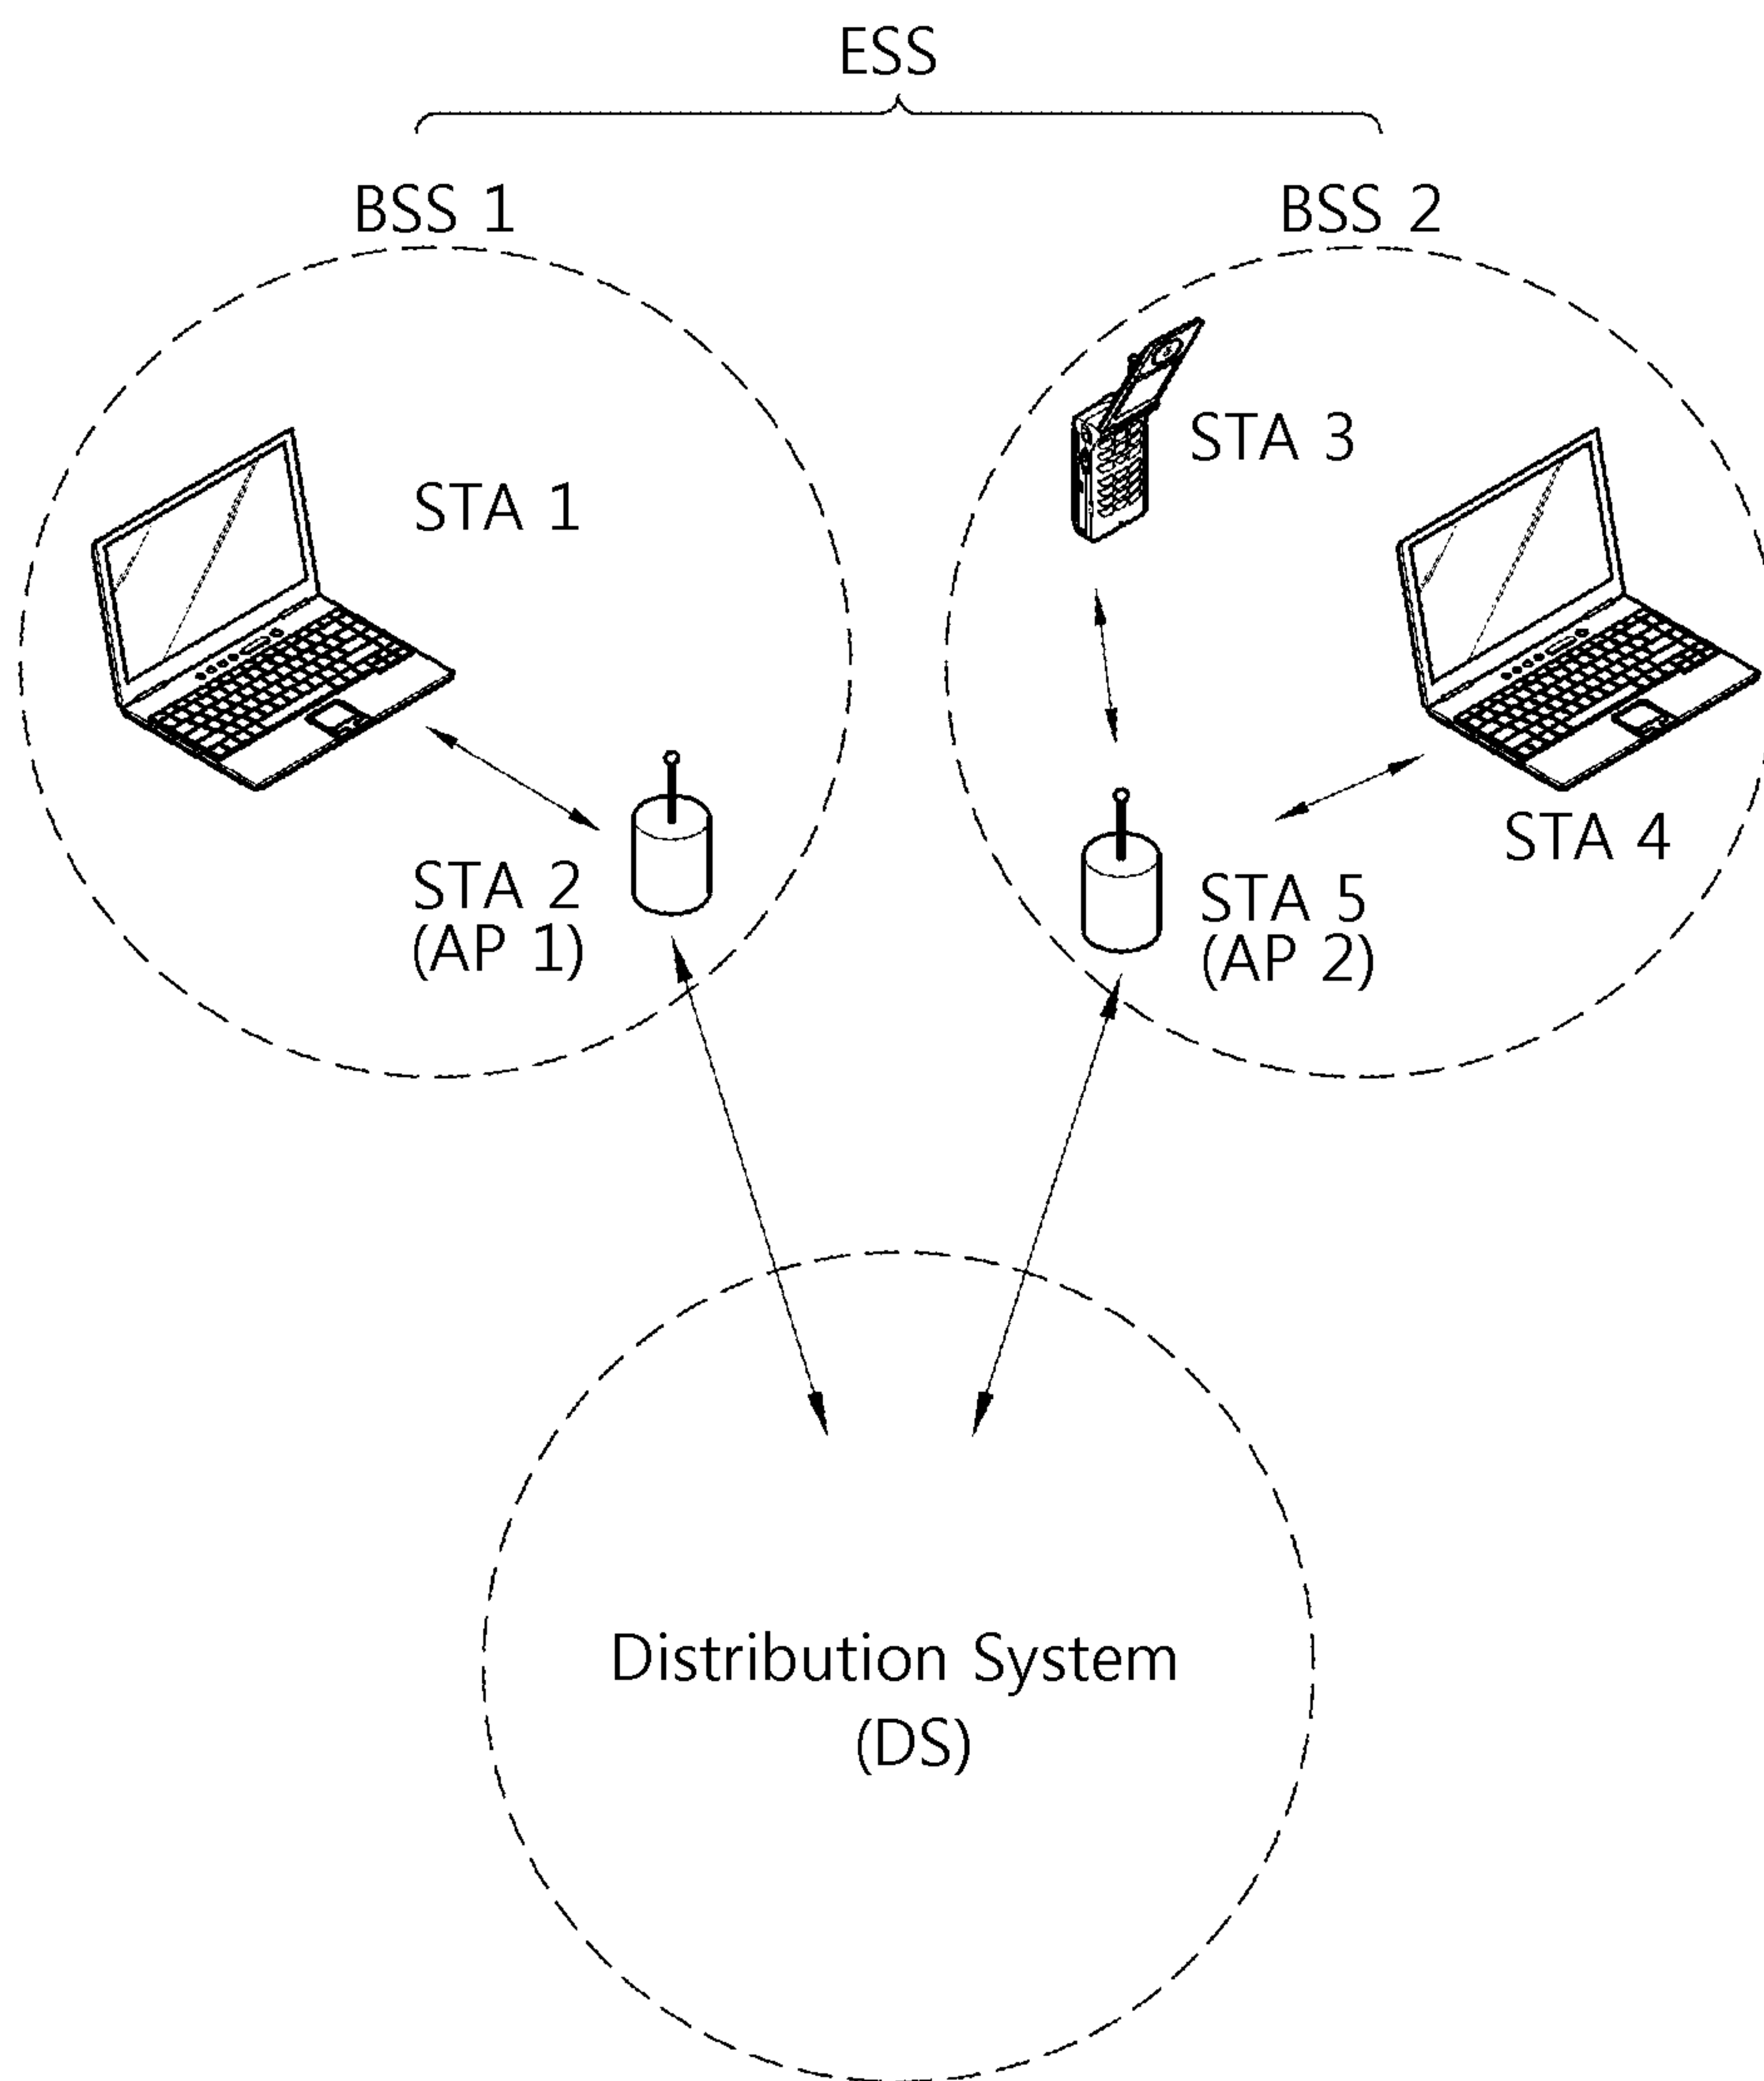 ESS
BSS 1
BSS 2
STA 3
STA 1
STA 4
STA 2
(AP 1)
STA 5
(AP 2)
Distribution System
(DS)